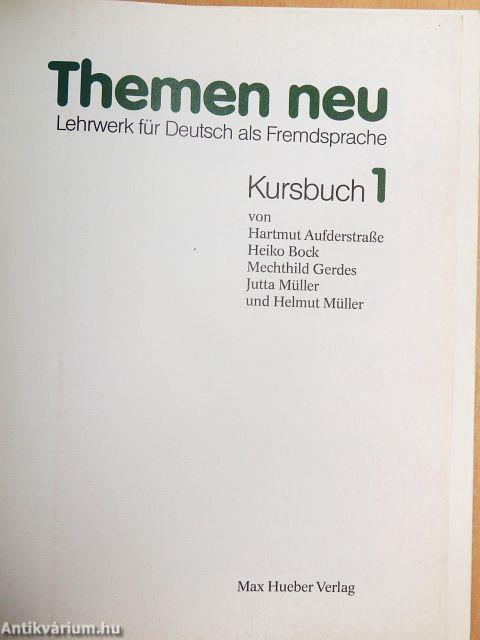 Themen neu
Lehrwerk für Deutsch als Fremdsprache
Kursbuch 1
von
Hartmut Aufderstraße
Heiko Bock
Mechthild Gerdes
Jutta Müller
und Helmut Müller
Max Hueber Verlag
Antikvárium.hu